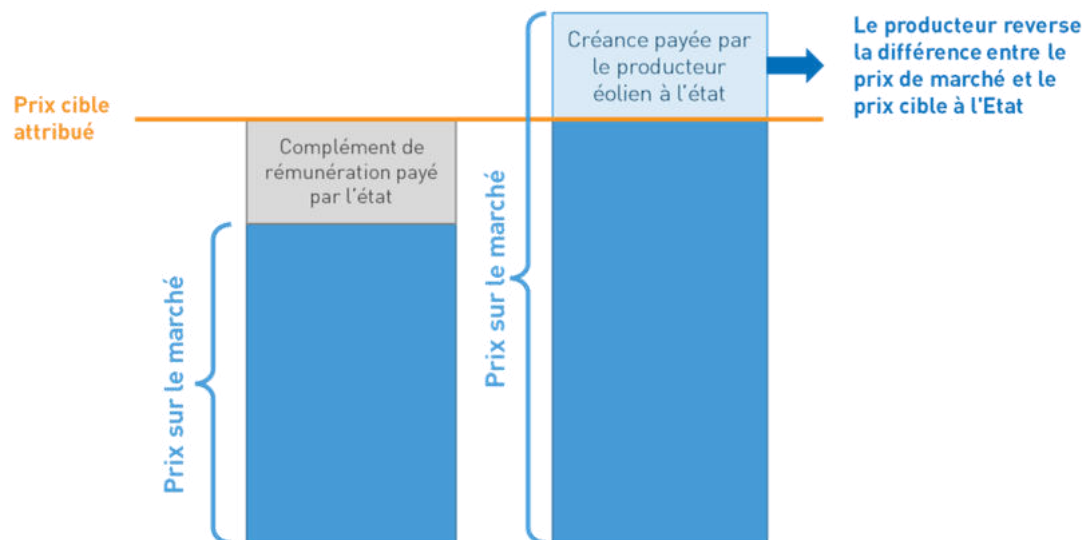 Prix cible
attribué
Complément de
rémunération payé
par l'état
Prix sur le marché
Créance payée par
le producteur
éolien à l'état
Prix sur le marché
Le producteur reverse
la différence entre le
prix de marché et le
prix cible à l'Etat